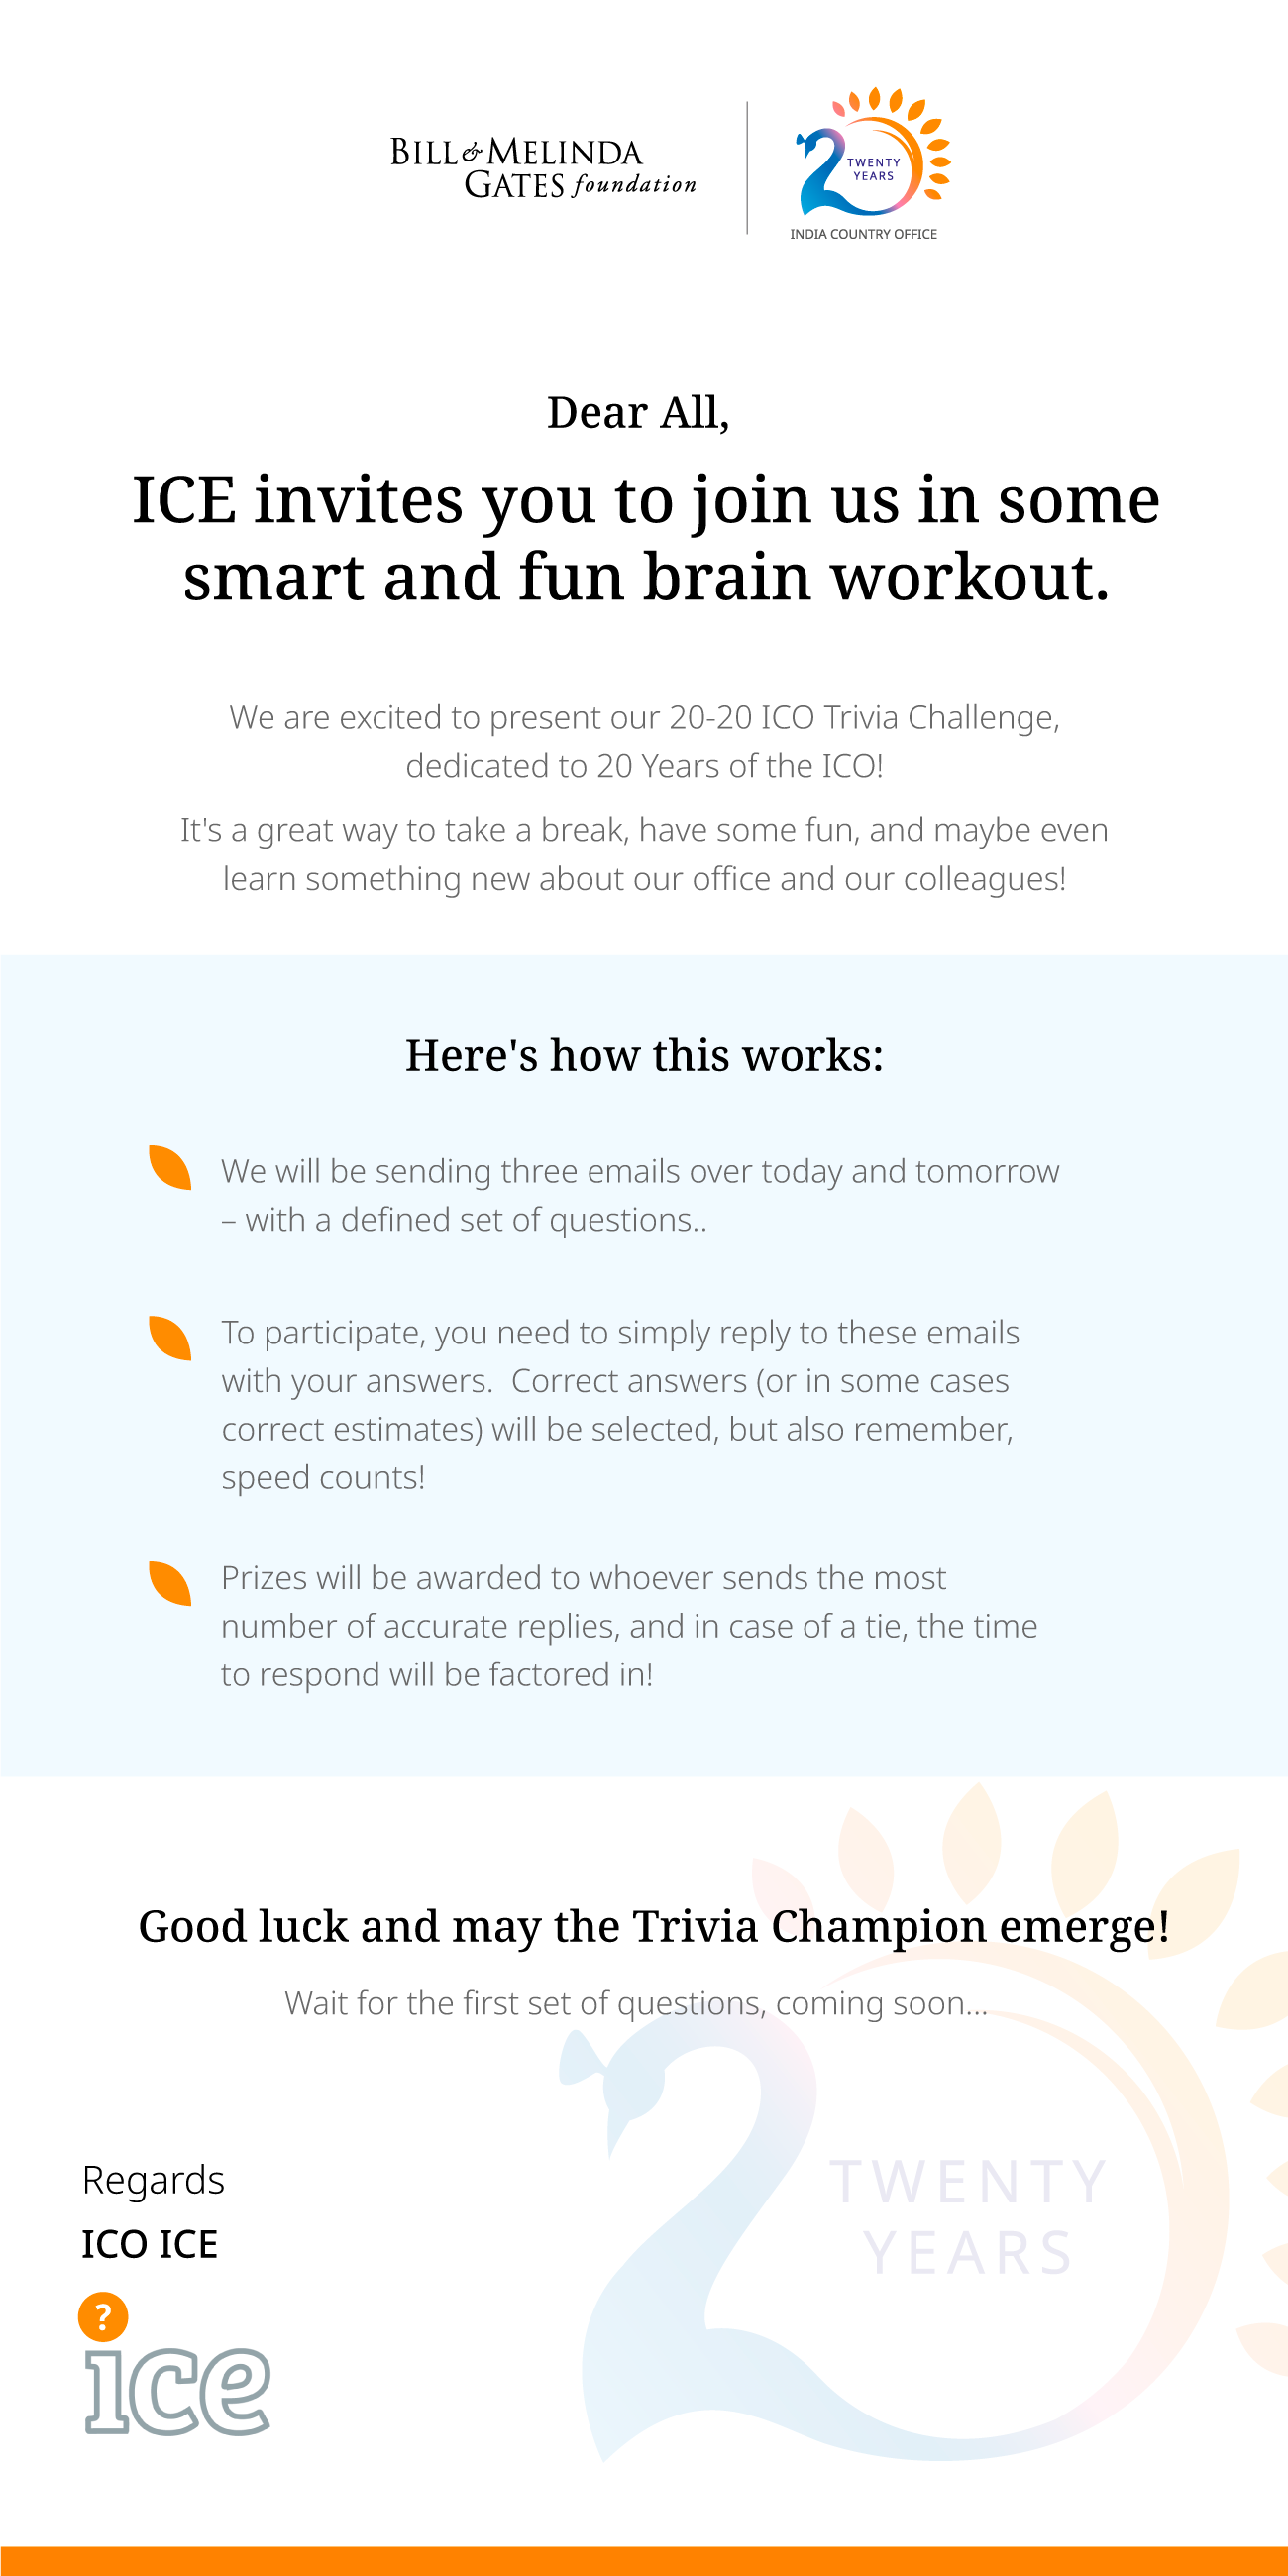 BILL & MELINDA
GATES foundation
TWENTY
YEARS
INDIA COUNTRY OFFICE
Dear All,
ICE invites you to join us in some
smart and fun brain workout.
We are excited to present our 20-20 ICO Trivia Challenge,
dedicated to 20 Years of the ICO!
It's a great way to take a break, have some fun, and maybe even
learn something new about our office and our colleagues!
Here's how this works:
We will be sending three emails over today and tomorrow
– with a defined set of questions..
To participate, you need to simply reply to these emails
with your answers.  Correct answers (or in some cases
correct estimates) will be selected, but also remember,
speed counts!
Prizes will be awarded to whoever sends the most
number of accurate replies, and in case of a tie, the time
to respond will be factored in!
Good luck and may the Trivia Champion emerge!
Wait for the first set of questions, coming soon...
TWENTY
YEARS
Regards
ICO ICE
?
ice